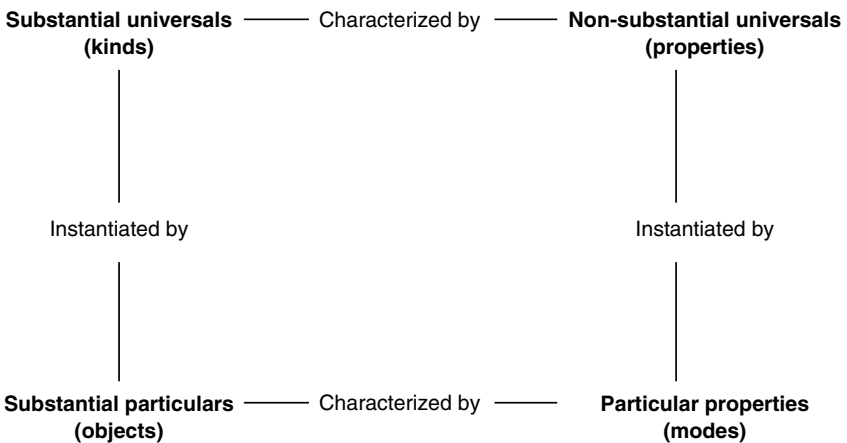 Substantial universals Characterized by Non-substantial universals
(kinds) (properties)
Instantiated by Instantiated by
Substantial particulars Characterized by Particular properties
(objects) (modes)